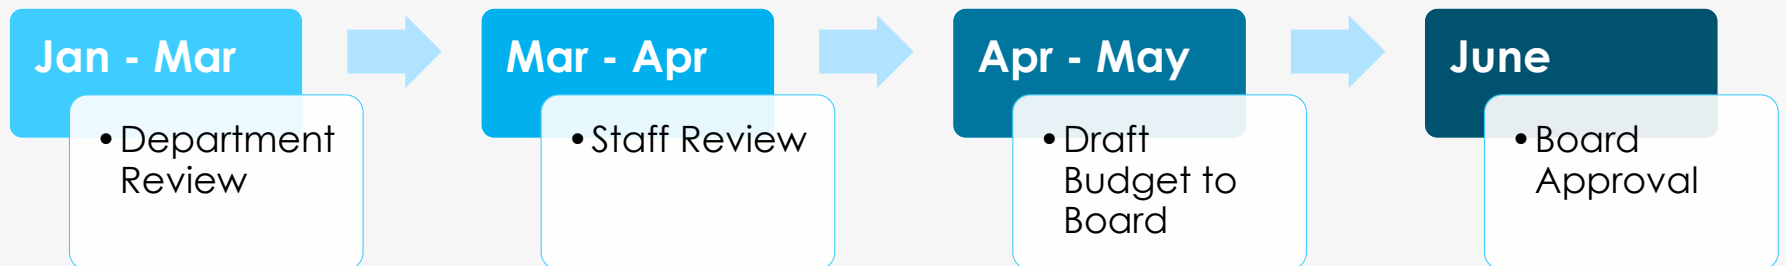 Jan - Mar
•Department
Review
Mar - Apr
•Staff Review
Apr - May
•Draft
Budget to
Board
June
•Board
Approval